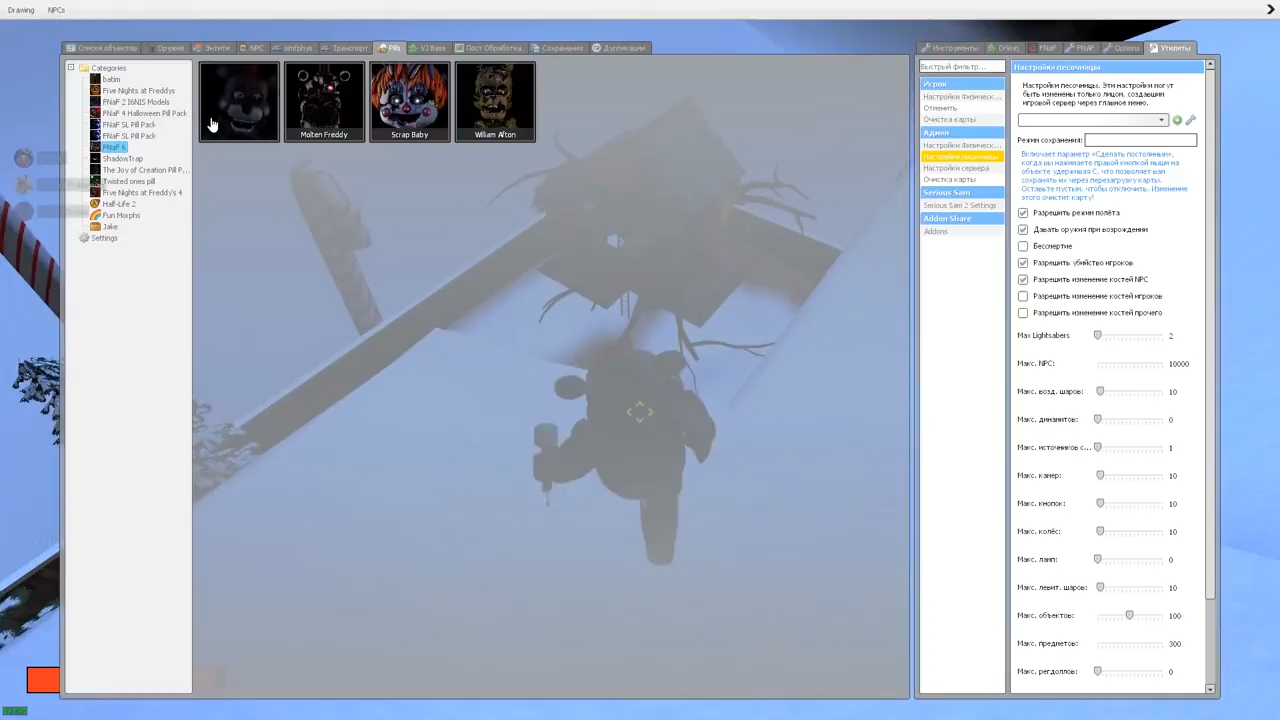 Drawing NPCs
Списки объектов Оружие Энтити NPC simfphys Транспорт Pills VJ Base Пост Обработка Сохранения Дупликации
Categories
batim
Five Nights at Freddys
FNaF 2 16NIS Models
FNaF 4 Halloween Pill Pack
FNaF SL Pill Pack
FNaF SL Pill Pack
FNaF 6
ShadowTrap
The Joy of Creation Pill P...
Twisted ones pill
Five Nights at Freddy's 4
Half-Life 2
Fun Morphs
Jake
Settings
Molten Freddy
Scrap Baby
William Afton
Инструменты DrVrej FNaF FNAF Options Утилиты
Быстрый фильтр...
Игрок
Настройки Физическ...
Отменить
Очистка карты
Админ
Настройки Физическ...
Настройки песочницы
Настройки сервера
Очистка карты
Serious Sam
Serious Sam 2 Settings
Addon Share
Addons
Настройки песочницы
Настройки песочницы. Эти настройки могут
быть изменены только лицом, создавшим
игровой сервер через главное меню.
Режим сохранения:
Включает параметр «Сделать постоянным»,
когда вы нажимаете правой кнопкой мыши на
объекте удерживая C, что позволяет вам
сохранять их через перезагрузку карты.
Оставьте пустым, чтобы отключить. Изменение
этого очистит карту!
Разрешить режим полёта
Давать оружия при возрождении
Бессмертие
Разрешить убийство игроков
Разрешить изменение костей NPC
Разрешить изменение костей игроков
Разрешить изменение костей прочего
Max Lightsabers 2
Макс. NPC: 10000
Макс. возд. шаров: 10
Макс. динамитов: 0
Макс. источников с... 1
Макс. камер: 10
Макс. кнопок: 10
Макс. колёс: 10
Макс. ламп: 0
Макс. левит. шаров: 10
Макс. объектов: 100
Макс. предметов: 300
Макс. регдоллов: 0